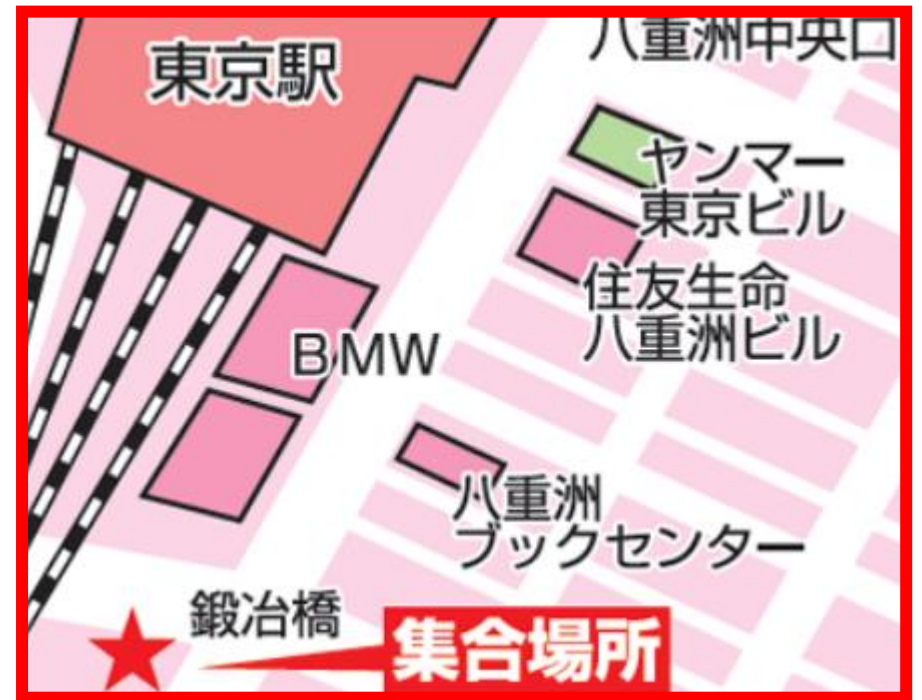 八重洲中央口
東京駅
ヤンマー
東京ビル
住友生命
八重洲ビル
BMW
八重洲
ブックセンター
鍛冶橋
集合場所